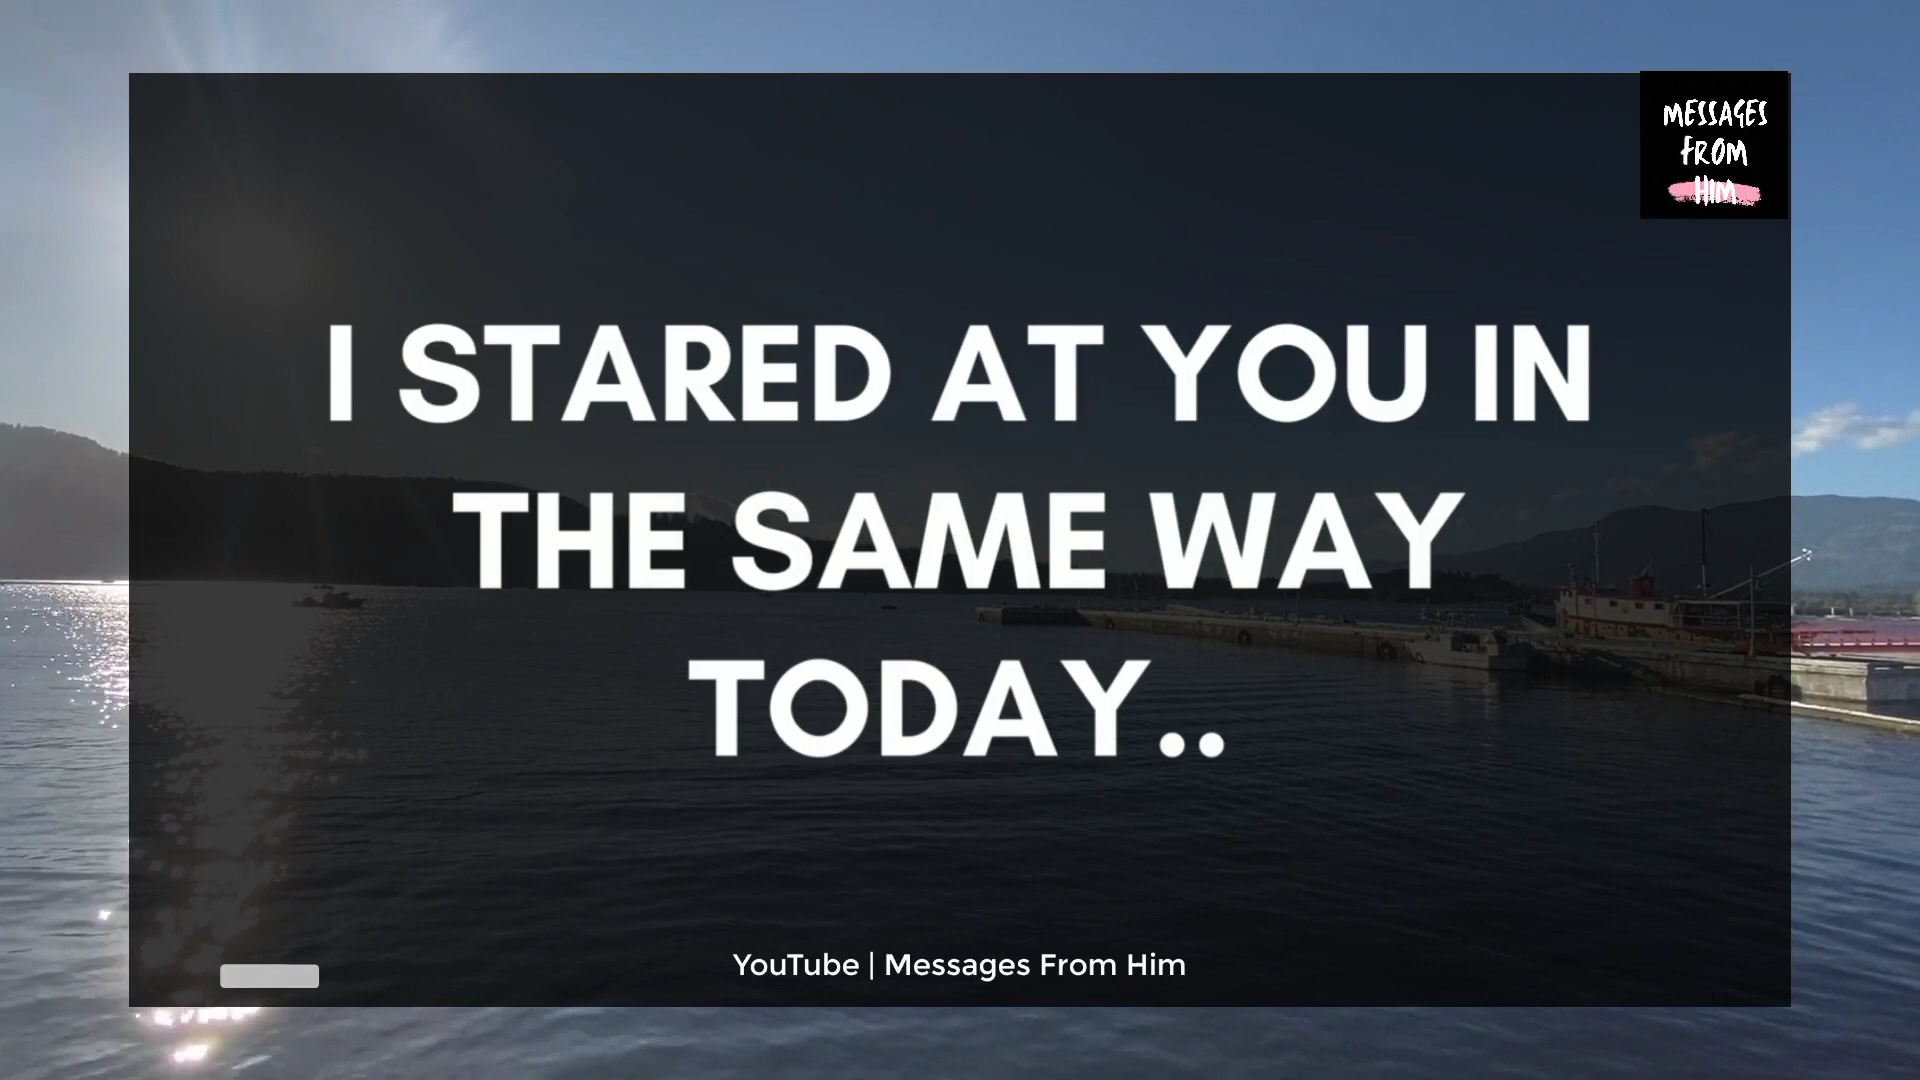 MESSAGES
FROM
HIM
I STARED AT YOU IN
THE SAME WAY
TODAY..
YouTube | Messages From Him